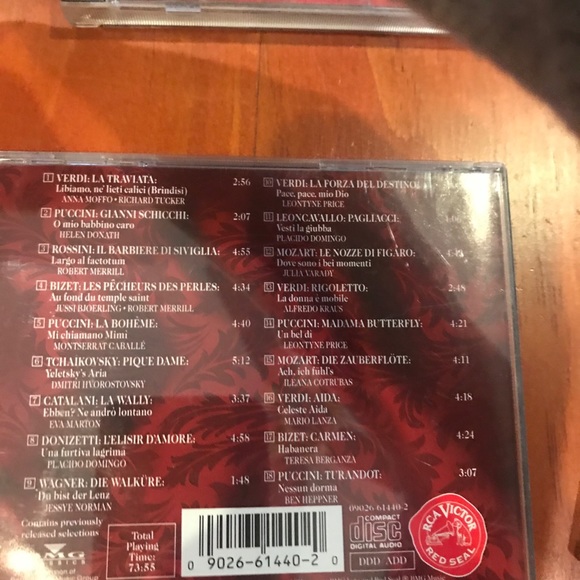 1 VERDI: LA TRAVIATA: 2:56
Libiamo, ne' lieti calici (Brindisi)
ANNA MOFFO • RICHARD TUCKER
2 PUCCINI: GIANNI SCHICCHI: 2:07
O mio babbino caro
HELEN DONATH
3 ROSSINI: IL BARBIERE DI SIVIGLIA: 4:55
Largo al factotum
ROBERT MERRILL
4 BIZET: LES PÊCHEURS DES PERLES: 4:34
Au fond du temple saint
JUSSI BJOERLING • ROBERT MERRILL
5 PUCCINI: LA BOHÈME: 4:40
Mi chiamano Mimì
MONTSERRAT CABALLÉ
6 TCHAIKOVSKY: PIQUE DAME: 5:12
Yeletsky's Aria
DMITRI HVOROSTOVSKY
7 CATALANI: LA WALLY: 3:37
Ebben? Ne andrò lontano
EVA MARTON
8 DONIZETTI: L'ELISIR D'AMORE: 4:58
Una furtiva lagrima
PLACIDO DOMINGO
9 WAGNER: DIE WALKÜRE: 1:48
Du bist der Lenz
JESSYE NORMAN
Contains previously
released selections
Total
Playing
Time:
73:55
10 VERDI: LA FORZA DEL DESTINO:
Pace, pace, mio Dio
LEONTYNE PRICE
11 LEONCAVALLO: PAGLIACCI:
Vesti la giubba
PLACIDO DOMINGO
12 MOZART: LE NOZZE DI FIGARO:
Dove sono i bei momenti
JULIA VARADY
13 VERDI: RIGOLETTO: 2:48
La donna è mobile
ALFREDO KRAUS
14 PUCCINI: MADAMA BUTTERFLY: 4:21
Un bel dì
LEONTYNE PRICE
15 MOZART: DIE ZAUBERFLÖTE: 4:11
Ach, ich fühl's
ILEANA COTRUBAS
16 VERDI: AIDA: 4:18
Celeste Aida
MARIO LANZA
17 BIZET: CARMEN: 4:24
Habanera
TERESA BERGANZA
18 PUCCINI: TURANDOT: 3:07
Nessun dorma
BEN HEPPNER
09026-61440-2
0 9026-61440-2 0
COMPACT
disc
DIGITAL AUDIO
DDD/ADD
RCA VICTOR
RED SEAL